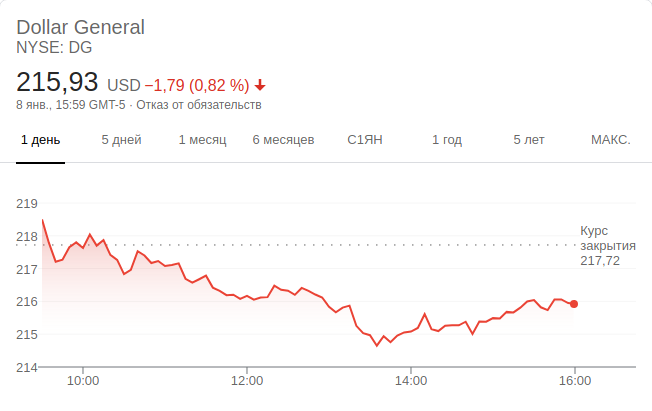 Dollar General
NYSE: DG
215,93 USD −1,79 (0,82 %)
8 янв., 15:59 GMT-5 · Отказ от обязательств
1 день 5 дней 1 месяц 6 месяцев С1ЯН 1 год 5 лет МАКС.
219
218
217
216
215
214
Курс
закрытия
217,72
10:00 12:00 14:00 16:00